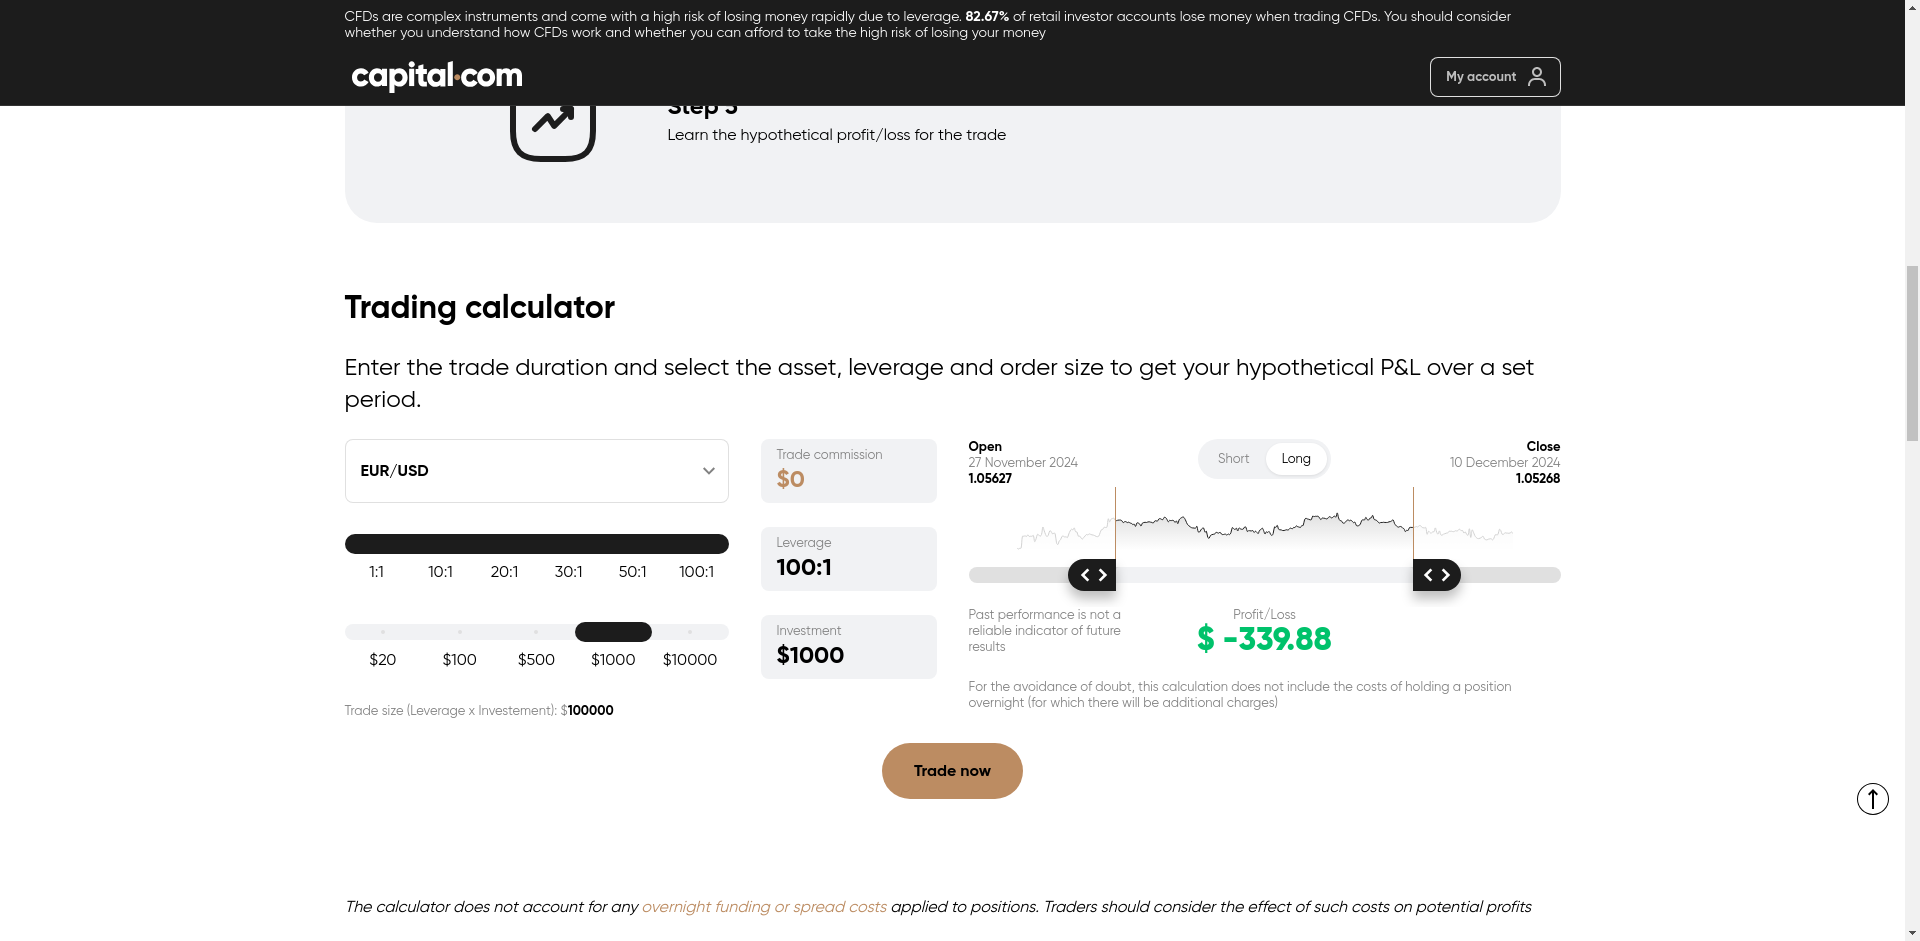 CFDs are complex instruments and come with a high risk of losing money rapidly due to leverage. 82.67% of retail investor accounts lose money when trading CFDs. You should consider
whether you understand how CFDs work and whether you can afford to take the high risk of losing your money
capital.com
My account
Step 3
Learn the hypothetical profit/loss for the trade
Trading calculator
Enter the trade duration and select the asset, leverage and order size to get your hypothetical P&L over a set
period.
EUR/USD
1:1 10:1 20:1 30:1 50:1 100:1
$20 $100 $500 $1000 $10000
Trade size (Leverage x Investement): $100000
Trade commission
$0
Leverage
100:1
Investment
$1000
Open
27 November 2024
1.05627
Short Long
Close
10 December 2024
1.05268
Past performance is not a
reliable indicator of future
results
Profit/Loss
$ -339.88
For the avoidance of doubt, this calculation does not include the costs of holding a position
overnight (for which there will be additional charges)
Trade now
The calculator does not account for any overnight funding or spread costs applied to positions. Traders should consider the effect of such costs on potential profits